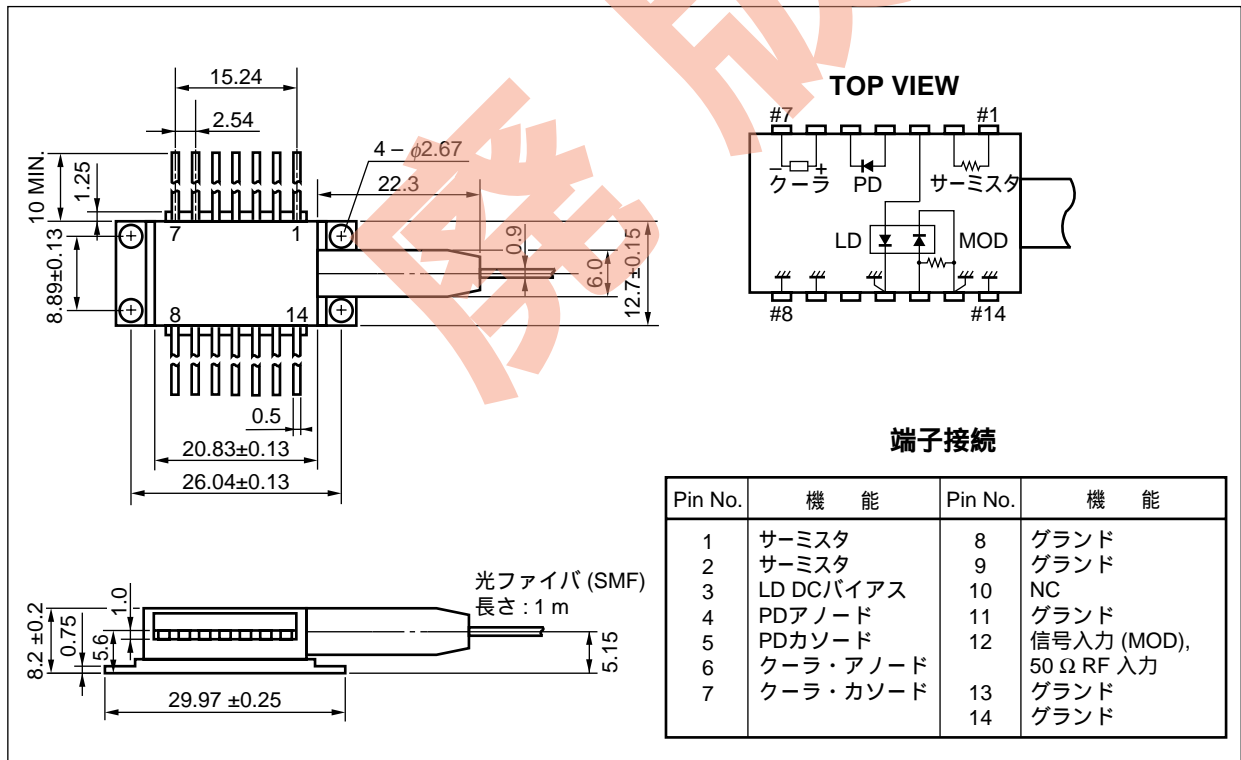 15.24
2.54
4 – φ2.67
22.3
10 MIN.
1.25
7
1
0.9
6.0
12.7±0.15
8.89±0.13
8
14
0.5
20.83±0.13
26.04±0.13
TOP VIEW
#7
#1
– +
クーラ
PD
サーミスタ
LD
MOD
#8
#14
8.2 ±0.2
0.75
5.6
1.0
光ファイバ (SMF)
長さ : 1 m
5.15
29.97 ±0.25
端子接続
Pin No. 機 能 Pin No. 機 能
1 サーミスタ 8 グランド
2 サーミスタ 9 グランド
3 LD DCバイアス 10 NC
4 PDアノード 11 グランド
5 PDカソード 12 信号入力 (MOD),
6 クーラ・アノード 50 Ω RF 入力
7 クーラ・カソード 13 グランド
14 グランド